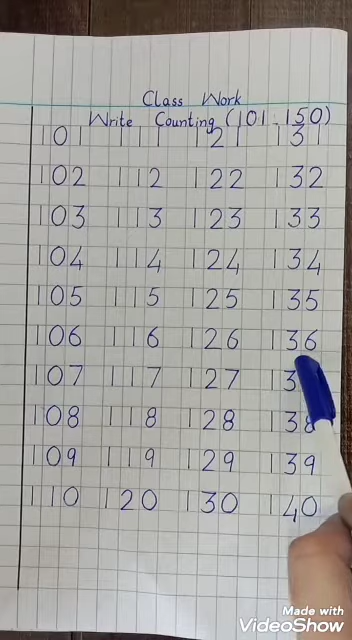 Class Work
Write Counting (101-150)
101 111 121 131
102 112 122 132
103 113 123 133
104 114 124 134
105 115 125 135
106 116 126 136
107 117 127
108 118 128 138
109 119 129 139
110 120 130 140
Made with
VideoShow